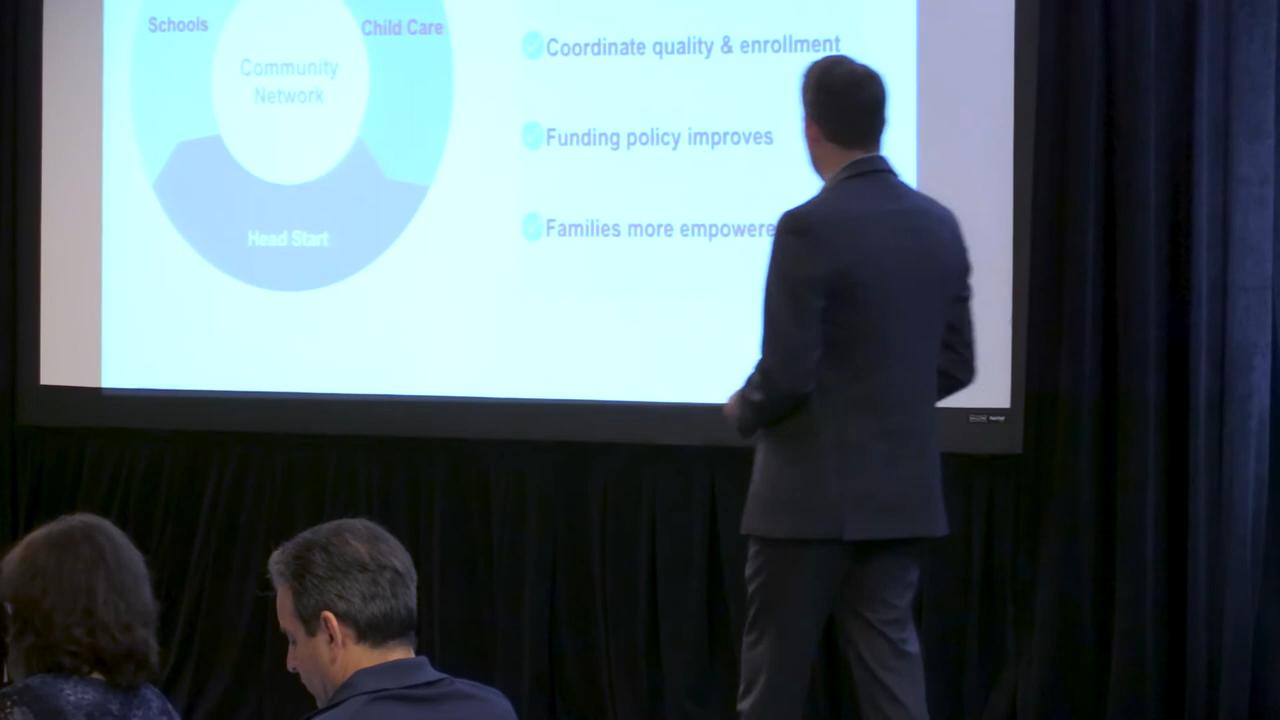 Schools
Child Care
Community
Network
Head Start
Coordinate quality & enrollment
Funding policy improves
Families more empowere